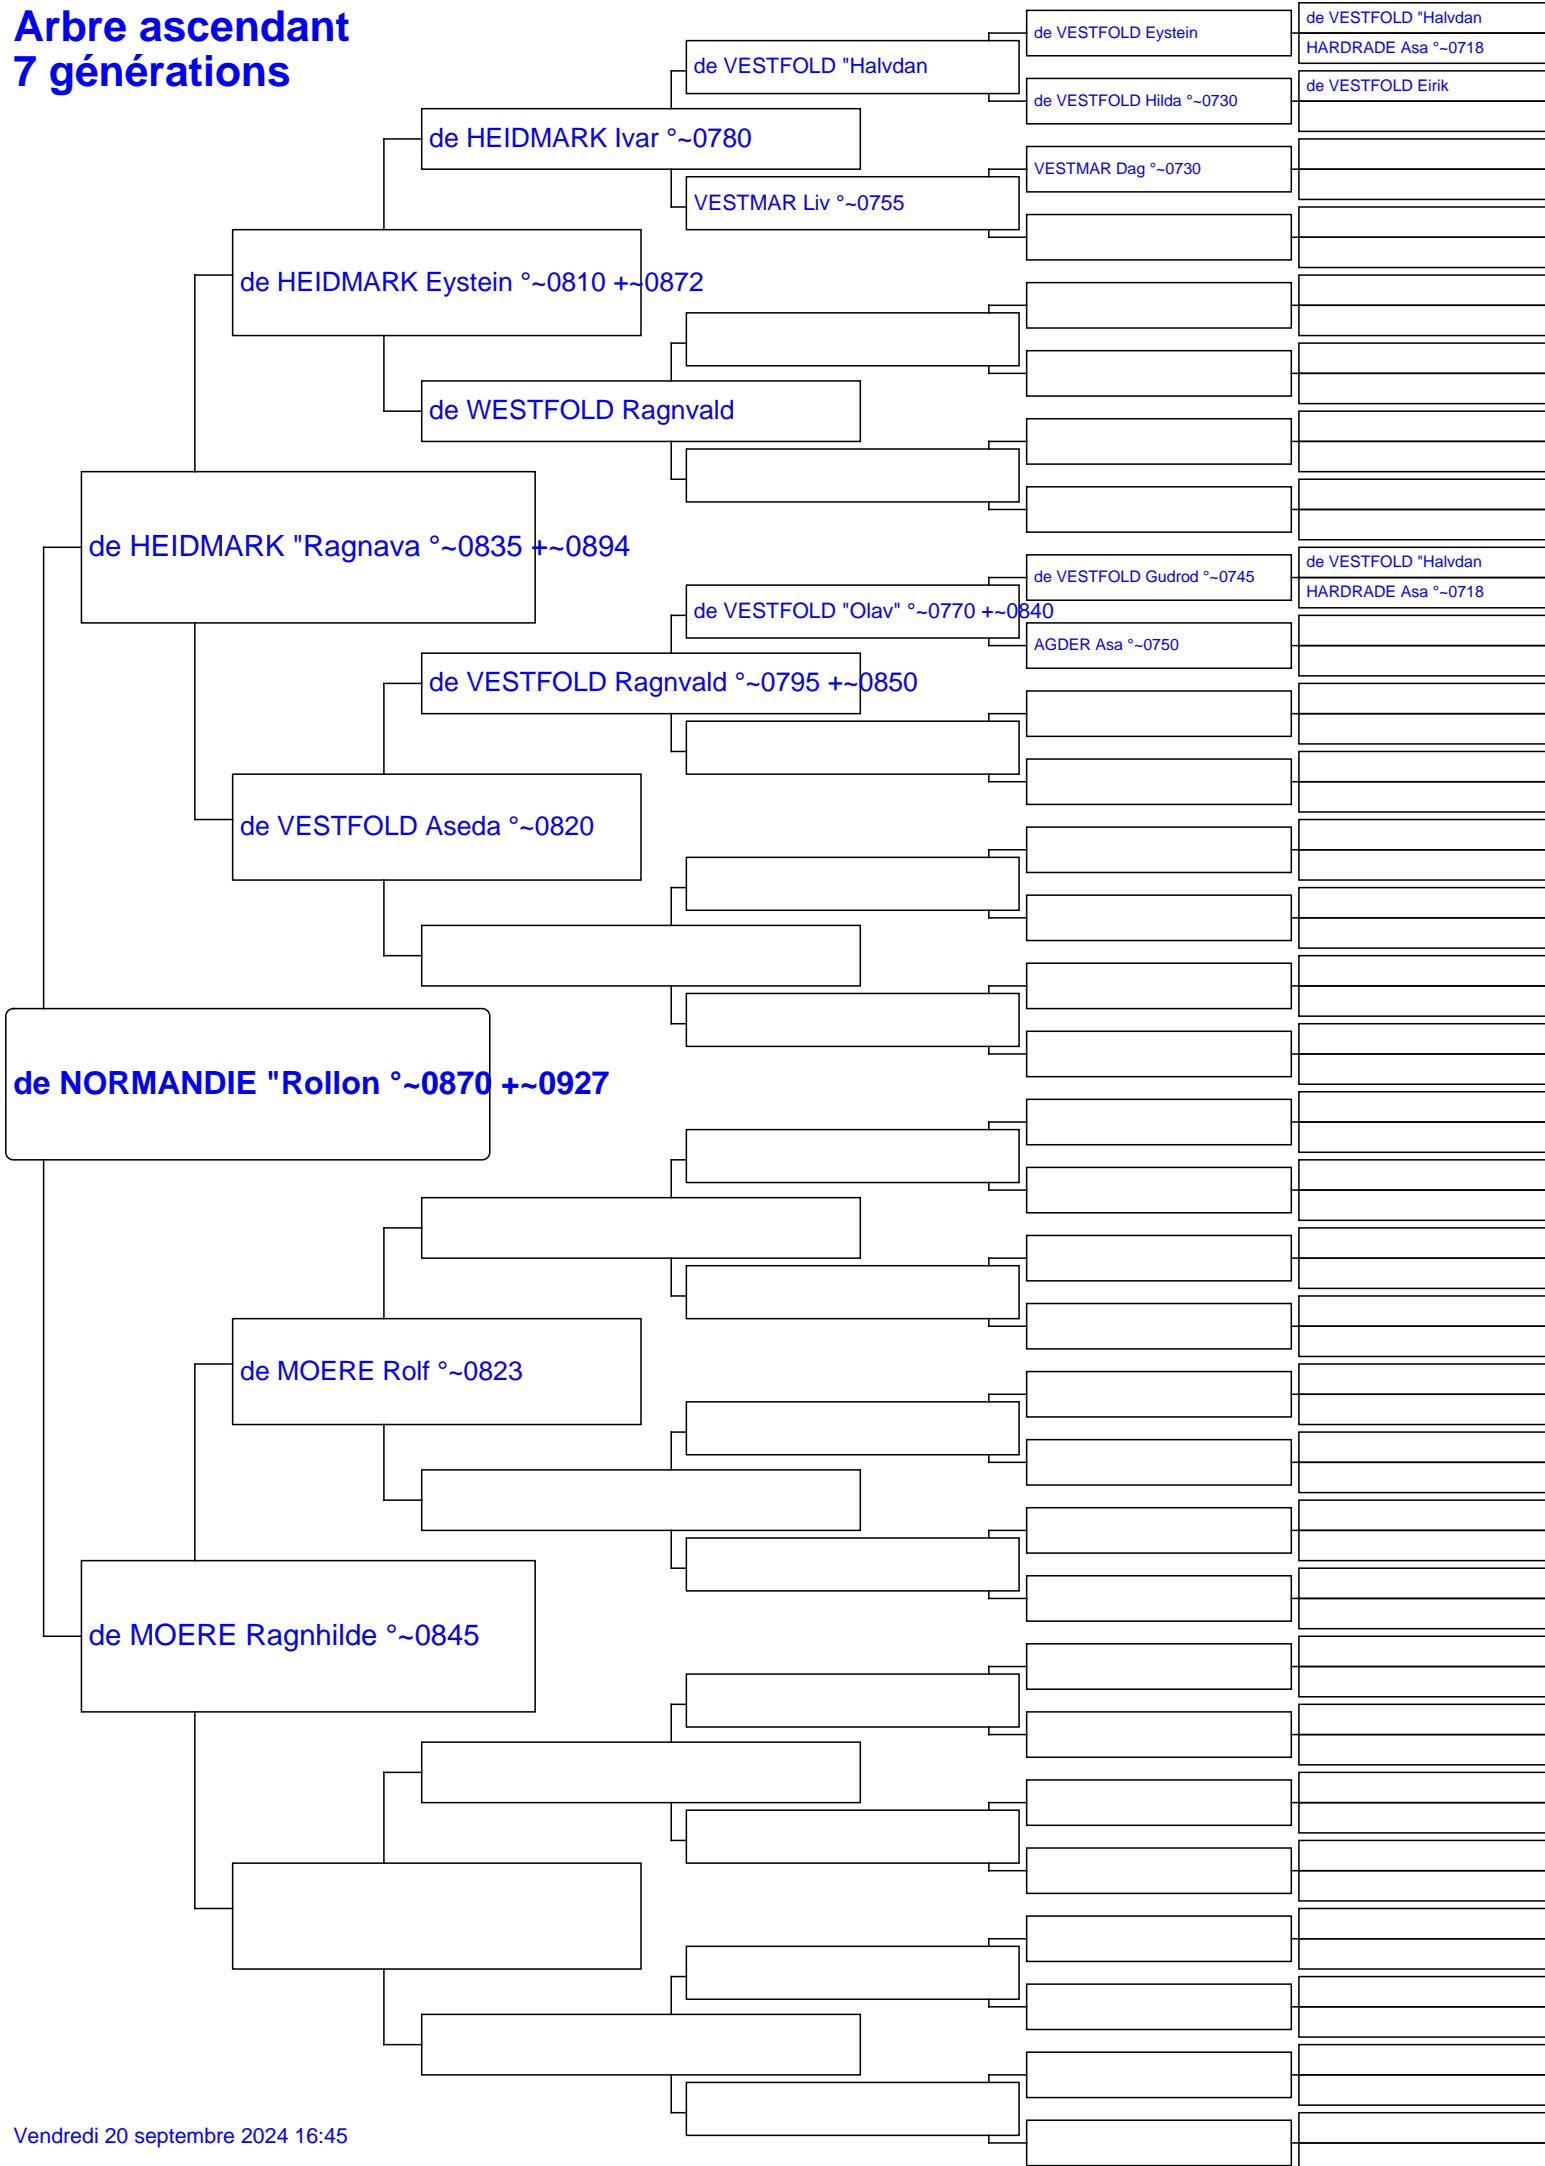 Arbre ascendant
7 générations
de VESTFOLD "Halvdan
de VESTFOLD Eystein
HARDRADE Asa °~0718
de VESTFOLD "Halvdan
de VESTFOLD Eirik
de VESTFOLD Hilda °~0730
de HEIDMARK Ivar °~0780
VESTMAR Dag °~0730
VESTMAR Liv °~0755
de HEIDMARK Eystein °~0810 +~0872
de WESTFOLD Ragnvald
de HEIDMARK "Ragnava °~0835 +~0894
de VESTFOLD "Halvdan
de VESTFOLD Gudrod °~0745
HARDRADE Asa °~0718
de VESTFOLD "Olav" °~0770 +~0840
AGDER Asa °~0750
de VESTFOLD Ragnvald °~0795 +~0850
de VESTFOLD Aseda °~0820
de NORMANDIE "Rollon °~0870 +~0927
de MOERE Rolf °~0823
de MOERE Ragnhilde °~0845
Vendredi 20 septembre 2024 16:45